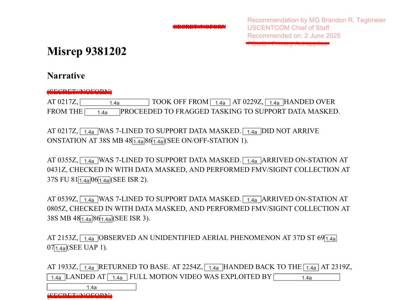 SECRET//NOFORN
Recommendation by MG Brandon R. Tegtmeier
USCENTCOM Chief of Staff
Recommended on: 2 June 2025
Misrep 9381202
Narrative
(SECRET//NOFORN)
AT 0217Z, 1.4a TOOK OFF FROM 1.4a AT 0229Z, 1.4a HANDED OVER
FROM THE 1.4a PROCEEDED TO FRAGGED TASKING TO SUPPORT DATA MASKED.
AT 0217Z, 1.4a WAS 7-LINED TO SUPPORT DATA MASKED. 1.4a DID NOT ARRIVE
ONSTATION AT 38S MB 48 1.4a 86 1.4a (SEE ON/OFF-STATION 1).
AT 0355Z, 1.4a WAS 7-LINED TO SUPPORT DATA MASKED. 1.4a ARRIVED ON-STATION AT
0431Z, CHECKED IN WITH DATA MASKED, AND PERFORMED FMV/SIGINT COLLECTION AT
37S FU 81 1.4a 06 1.4a (SEE ISR 2).
AT 0539Z, 1.4a WAS 7-LINED TO SUPPORT DATA MASKED. 1.4a ARRIVED ON-STATION AT
0805Z, CHECKED IN WITH DATA MASKED, AND PERFORMED FMV/SIGINT COLLECTION AT
38S MB 48 1.4a 86 1.4a (SEE ISR 3).
AT 2153Z, 1.4a OBSERVED AN UNIDENTIFIED AERIAL PHENOMENON AT 37D ST 69 1.4a
07 1.4a (SEE UAP 1).
AT 1933Z, 1.4a RETURNED TO BASE. AT 2254Z, 1.4a HANDED BACK TO THE 1.4a AT 2319Z,
1.4a LANDED AT 1.4a FULL MOTION VIDEO WAS EXPLOITED BY 1.4a
1.4a
(SECRET//NOFORN)